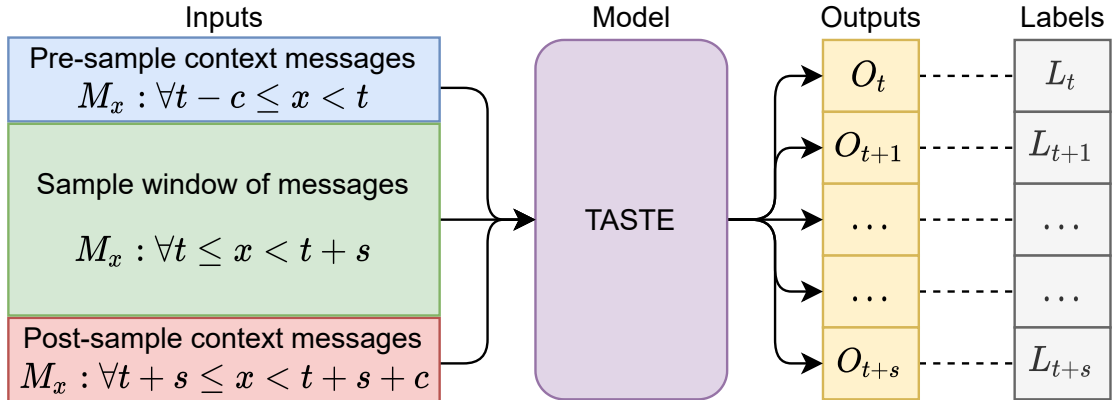 Inputs
Pre-sample context messages
M_x : ∀t − c ≤ x < t
Sample window of messages
M_x : ∀t ≤ x < t + s
Post-sample context messages
M_x : ∀t + s ≤ x < t + s + c
Model
TASTE
Outputs
O_t
O_{t+1}
...
...
O_{t+s}
Labels
L_t
L_{t+1}
...
...
L_{t+s}